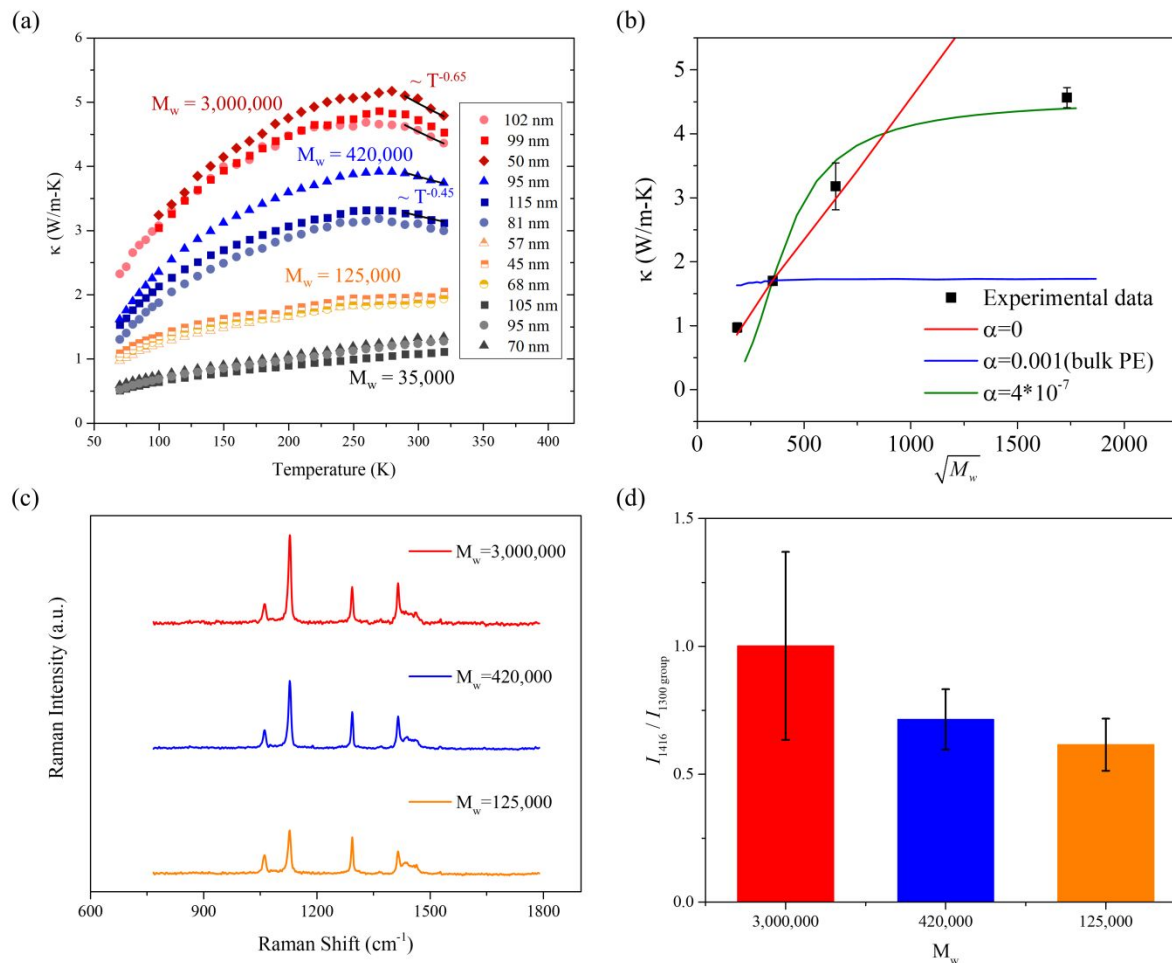 (a)
6
5
4
3
2
1
0
κ (W/m-K)
50 100 150 200 250 300 350 400
Temperature (K)
~ T^-0.65
M_w = 3,000,000
M_w = 420,000
~ T^-0.45
M_w = 125,000
M_w = 35,000
102 nm
99 nm
50 nm
95 nm
115 nm
81 nm
57 nm
45 nm
68 nm
105 nm
95 nm
70 nm
(b)
5
4
3
2
1
0
κ (W/m-K)
0 500 1000 1500 2000
√M_w
Experimental data
α=0
α=0.001(bulk PE)
α=4*10^-7
(c)
Raman Intensity (a.u.)
M_w=3,000,000
M_w=420,000
M_w=125,000
600 900 1200 1500 1800
Raman Shift (cm^-1)
(d)
1.5
1.0
0.5
0.0
I_1416 / I_1300 group
3,000,000 420,000 125,000
M_w